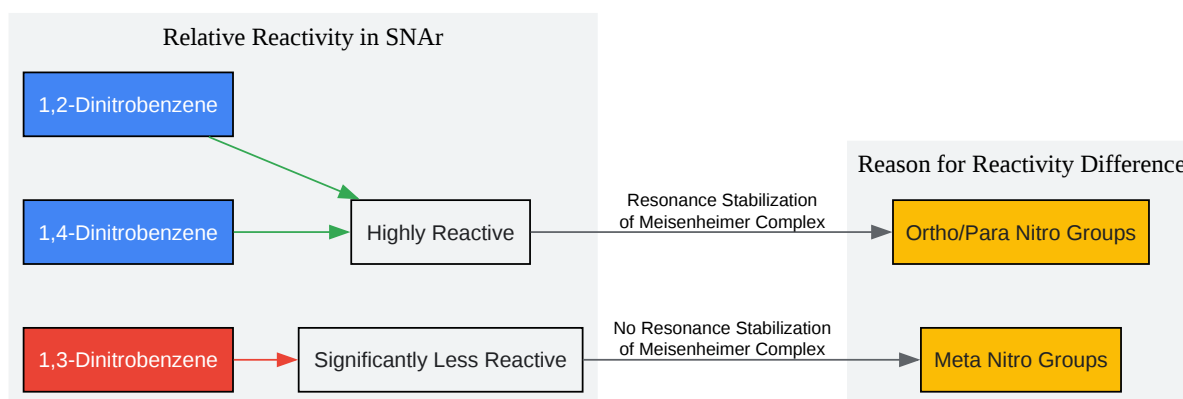 Relative Reactivity in SNAr
1,2-Dinitrobenzene
Reason for Reactivity Difference
1,4-Dinitrobenzene
Highly Reactive
Resonance Stabilization
of Meisenheimer Complex
Ortho/Para Nitro Groups
1,3-Dinitrobenzene
Significantly Less Reactive
No Resonance Stabilization
of Meisenheimer Complex
Meta Nitro Groups